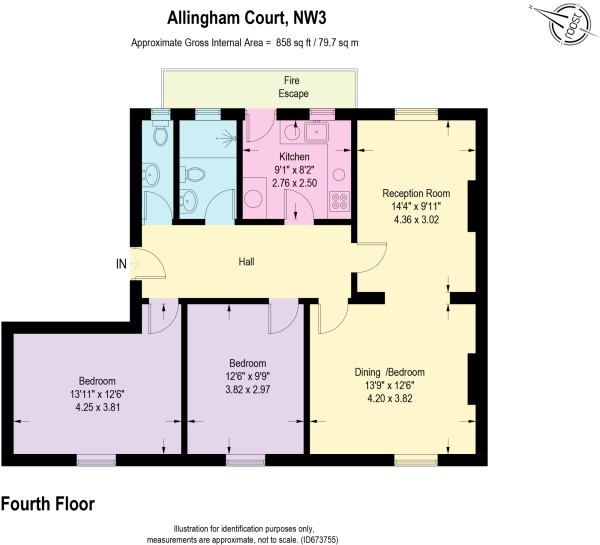 Allingham Court, NW3
Approximate Gross Internal Area = 858 sq ft / 79.7 sq m
N
roost
Fire
Escape
Kitchen
9'1" x 8'2"
2.76 x 2.50
Reception Room
14'4" x 9'11"
4.36 x 3.02
IN
Hall
Bedroom
13'11" x 12'6"
4.25 x 3.81
Bedroom
12'6" x 9'9"
3.82 x 2.97
Dining /Bedroom
13'9" x 12'6"
4.20 x 3.82
Fourth Floor
Illustration for identification purposes only,
measurements are approximate, not to scale. (ID673755)